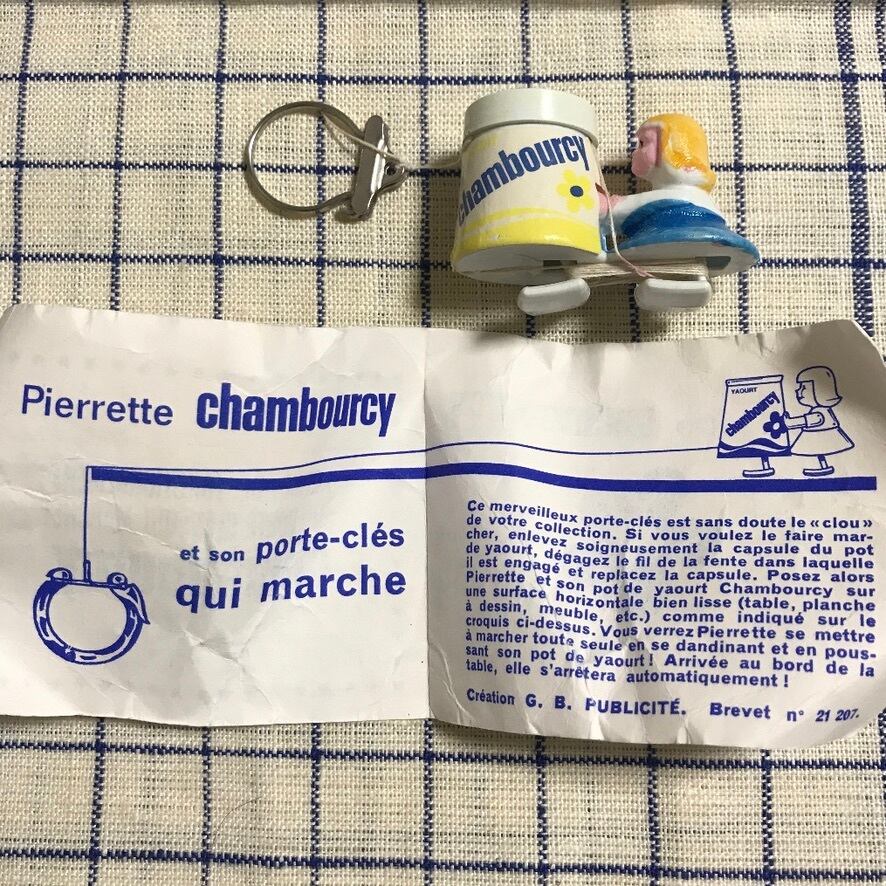 chambourcy
Pierrette chambourcy
et son porte-clés
qui marche
YAOURT
chambourcy
Ce merveilleux porte-clés est sans doute le «clou»
de votre collection. Si vous voulez le faire mar-
cher, enlevez soigneusement la capsule du pot
de yaourt, dégagez le fil de la fente dans laquelle
il est engagé et replacez la capsule. Posez alors
Pierrette et son pot de yaourt Chambourcy sur
une surface horizontale bien lisse (table, planche
à dessin, meuble, etc.) comme indiqué sur le
croquis ci-dessus. Vous verrez Pierrette se mettre
à marcher toute seule en se dandinant et en pous-
sant son pot de yaourt! Arrivée au bord de la
table, elle s'arrêtera automatiquement!
Création G. B. PUBLICITÉ. Brevet n° 21 207.